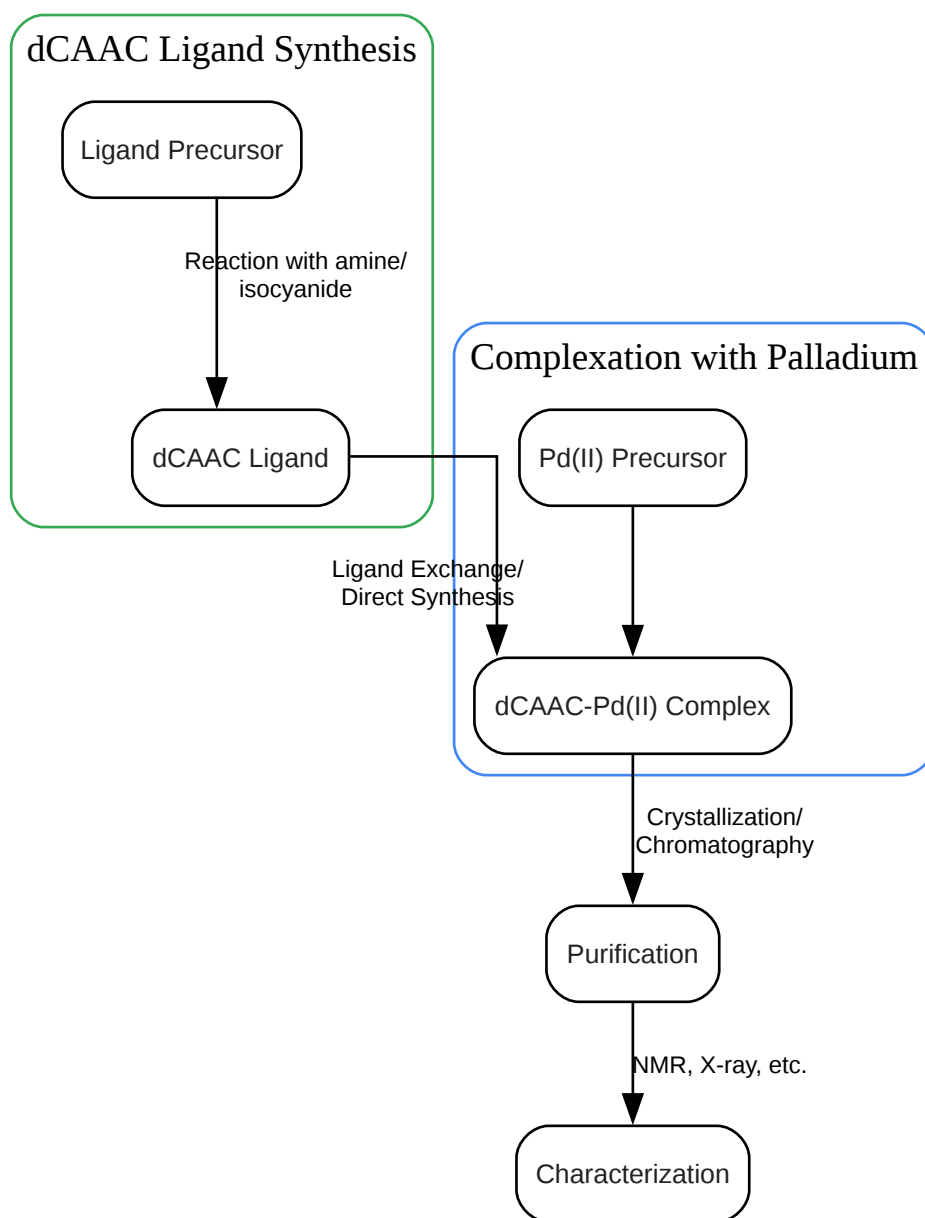 dCAAC Ligand Synthesis
Ligand Precursor
Reaction with amine/
isocyanide
dCAAC Ligand
Complexation with Palladium
Pd(II) Precursor
Ligand Exchange/
Direct Synthesis
dCAAC-Pd(II) Complex
Crystallization/
Chromatography
Purification
NMR, X-ray, etc.
Characterization